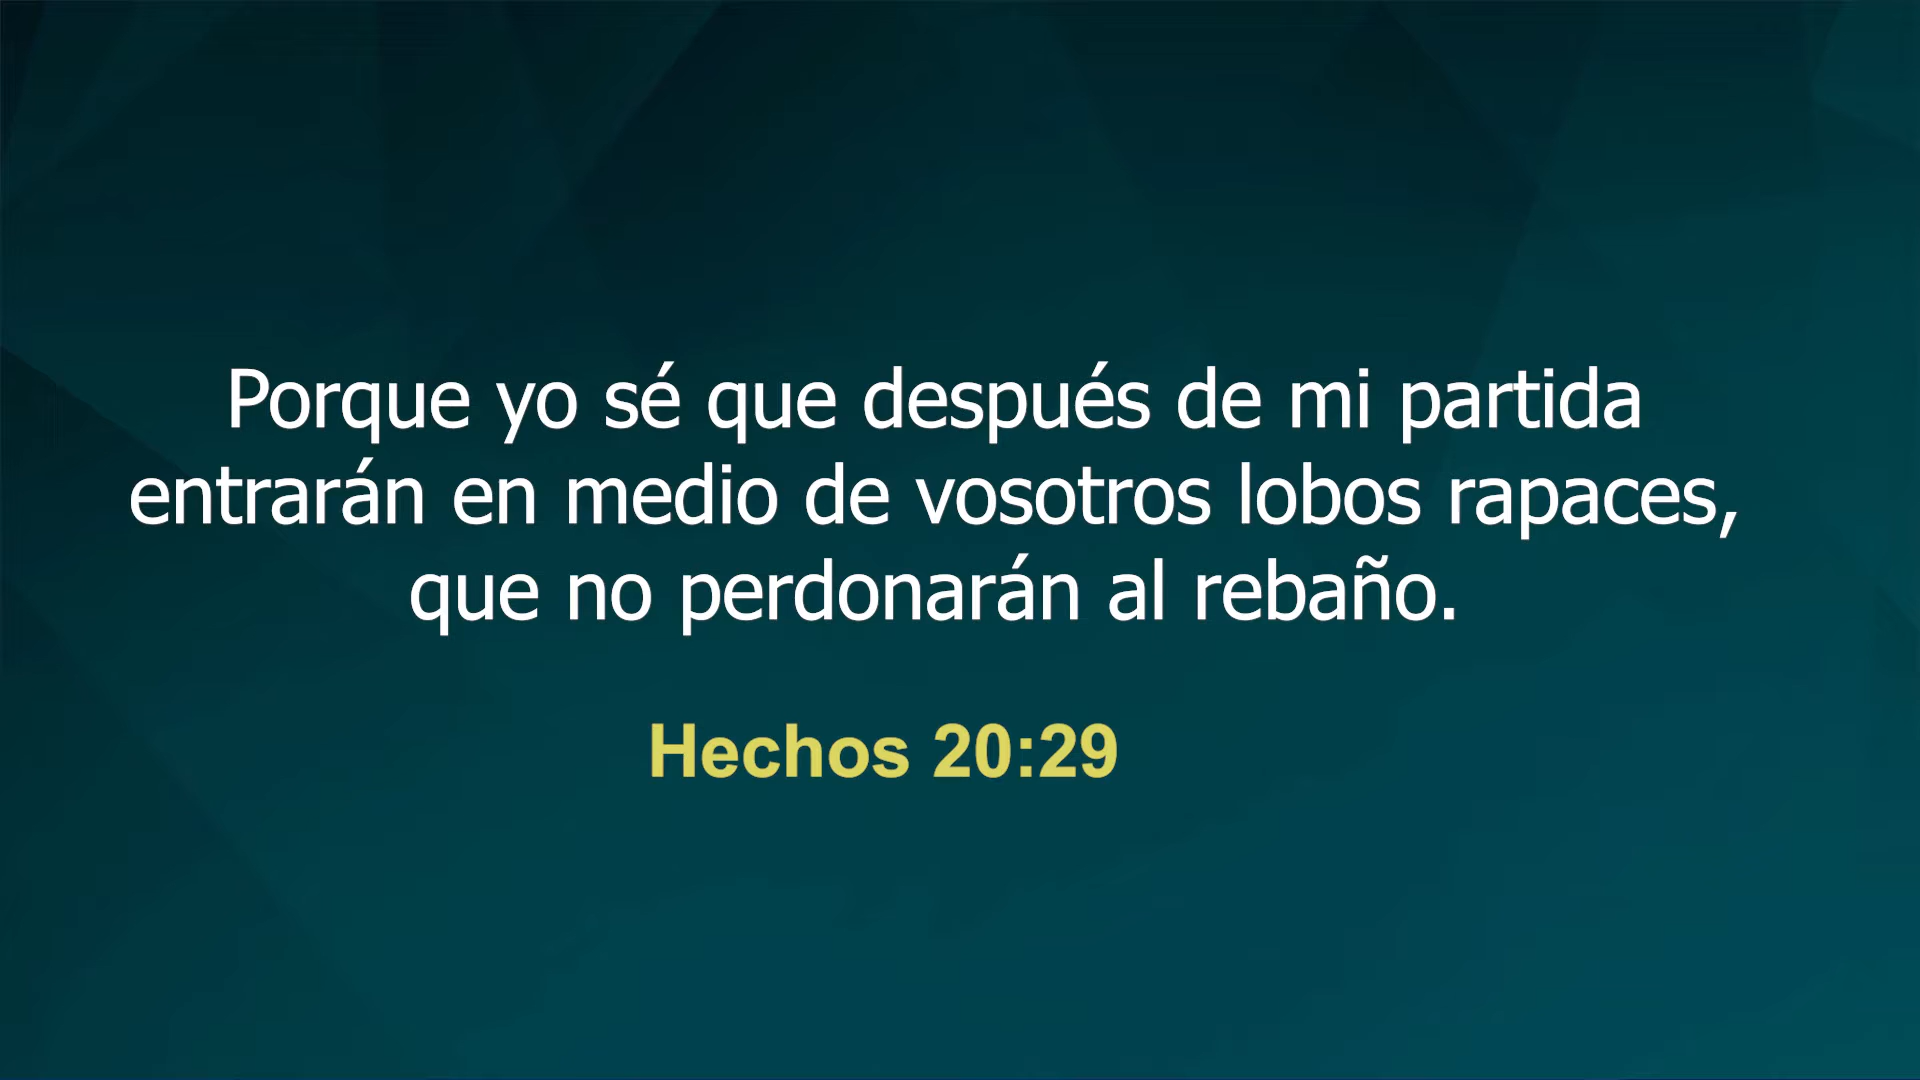 Porque yo sé que después de mi partida
entrarán en medio de vosotros lobos rapaces,
que no perdonarán al rebaño.
Hechos 20:29